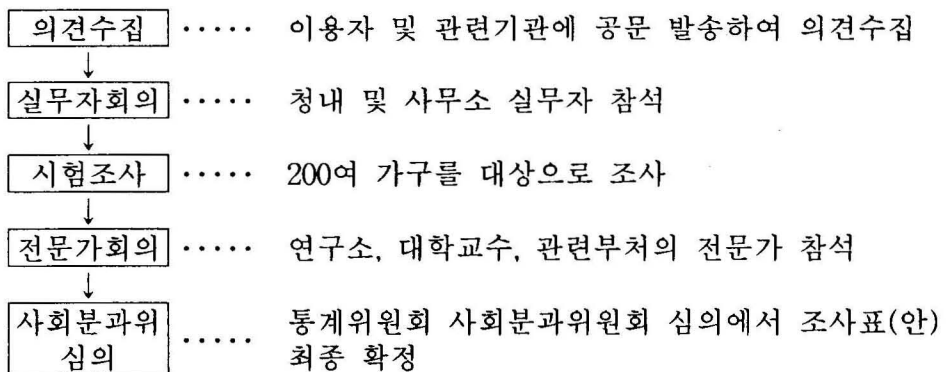 의견수집 ····· 이용자 및 관련기관에 공문 발송하여 의견수집
↓
실무자회의 ····· 청내 및 사무소 실무자 참석
↓
시험조사 ····· 200여 가구를 대상으로 조사
↓
전문가회의 ····· 연구소, 대학교수, 관련부처의 전문가 참석
↓
사회분과위 심의 ····· 통계위원회 사회분과위원회 심의에서 조사표(안)
최종 확정